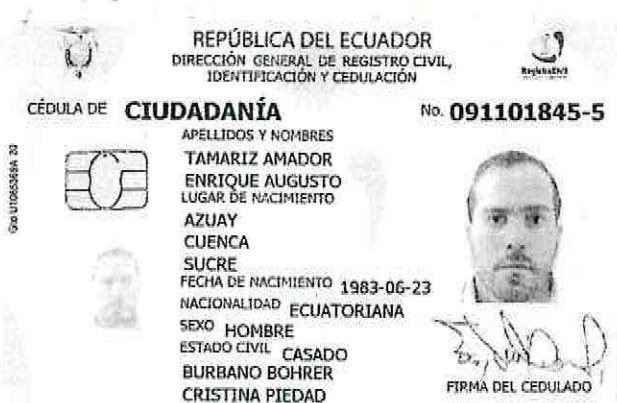 REPÚBLICA DEL ECUADOR
DIRECCIÓN GENERAL DE REGISTRO CIVIL,
IDENTIFICACIÓN Y CEDULACIÓN
CÉDULA DE CIUDADANÍA
No. 091101845-5
APELLIDOS Y NOMBRES
TAMARIZ AMADOR
ENRIQUE AUGUSTO
LUGAR DE NACIMIENTO
AZUAY
CUENCA
SUCRE
FECHA DE NACIMIENTO 1983-06-23
NACIONALIDAD ECUATORIANA
SEXO HOMBRE
ESTADO CIVIL CASADO
BURBANO BOHRER
CRISTINA PIEDAD
FIRMA DEL CEDULADO